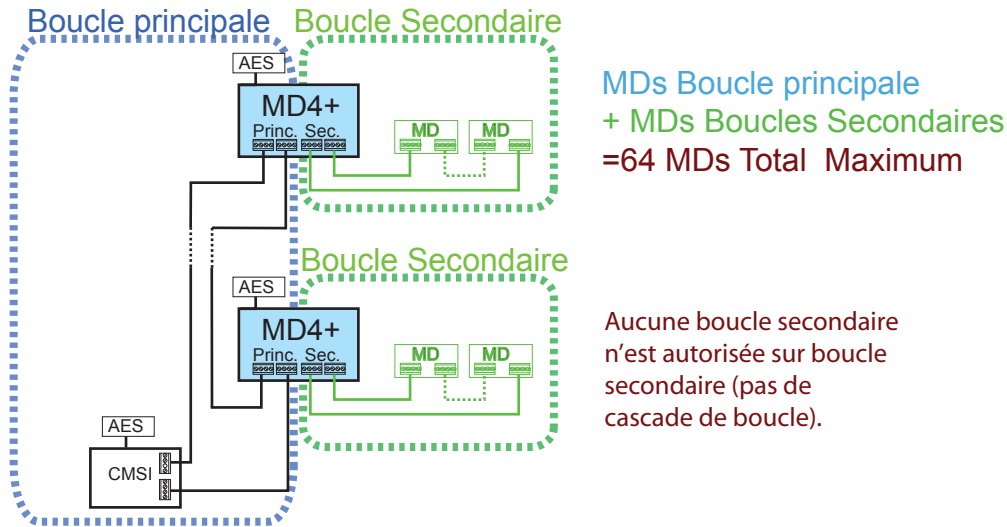 Boucle principale
Boucle Secondaire
AES
MD4+
Princ. Sec.
MD
MD
MDs Boucle principale
+ MDs Boucles Secondaires
=64 MDs Total Maximum
Boucle Secondaire
AES
MD4+
Princ. Sec.
MD
MD
Aucune boucle secondaire
n'est autorisée sur boucle
secondaire (pas de
cascade de boucle).
AES
CMSI